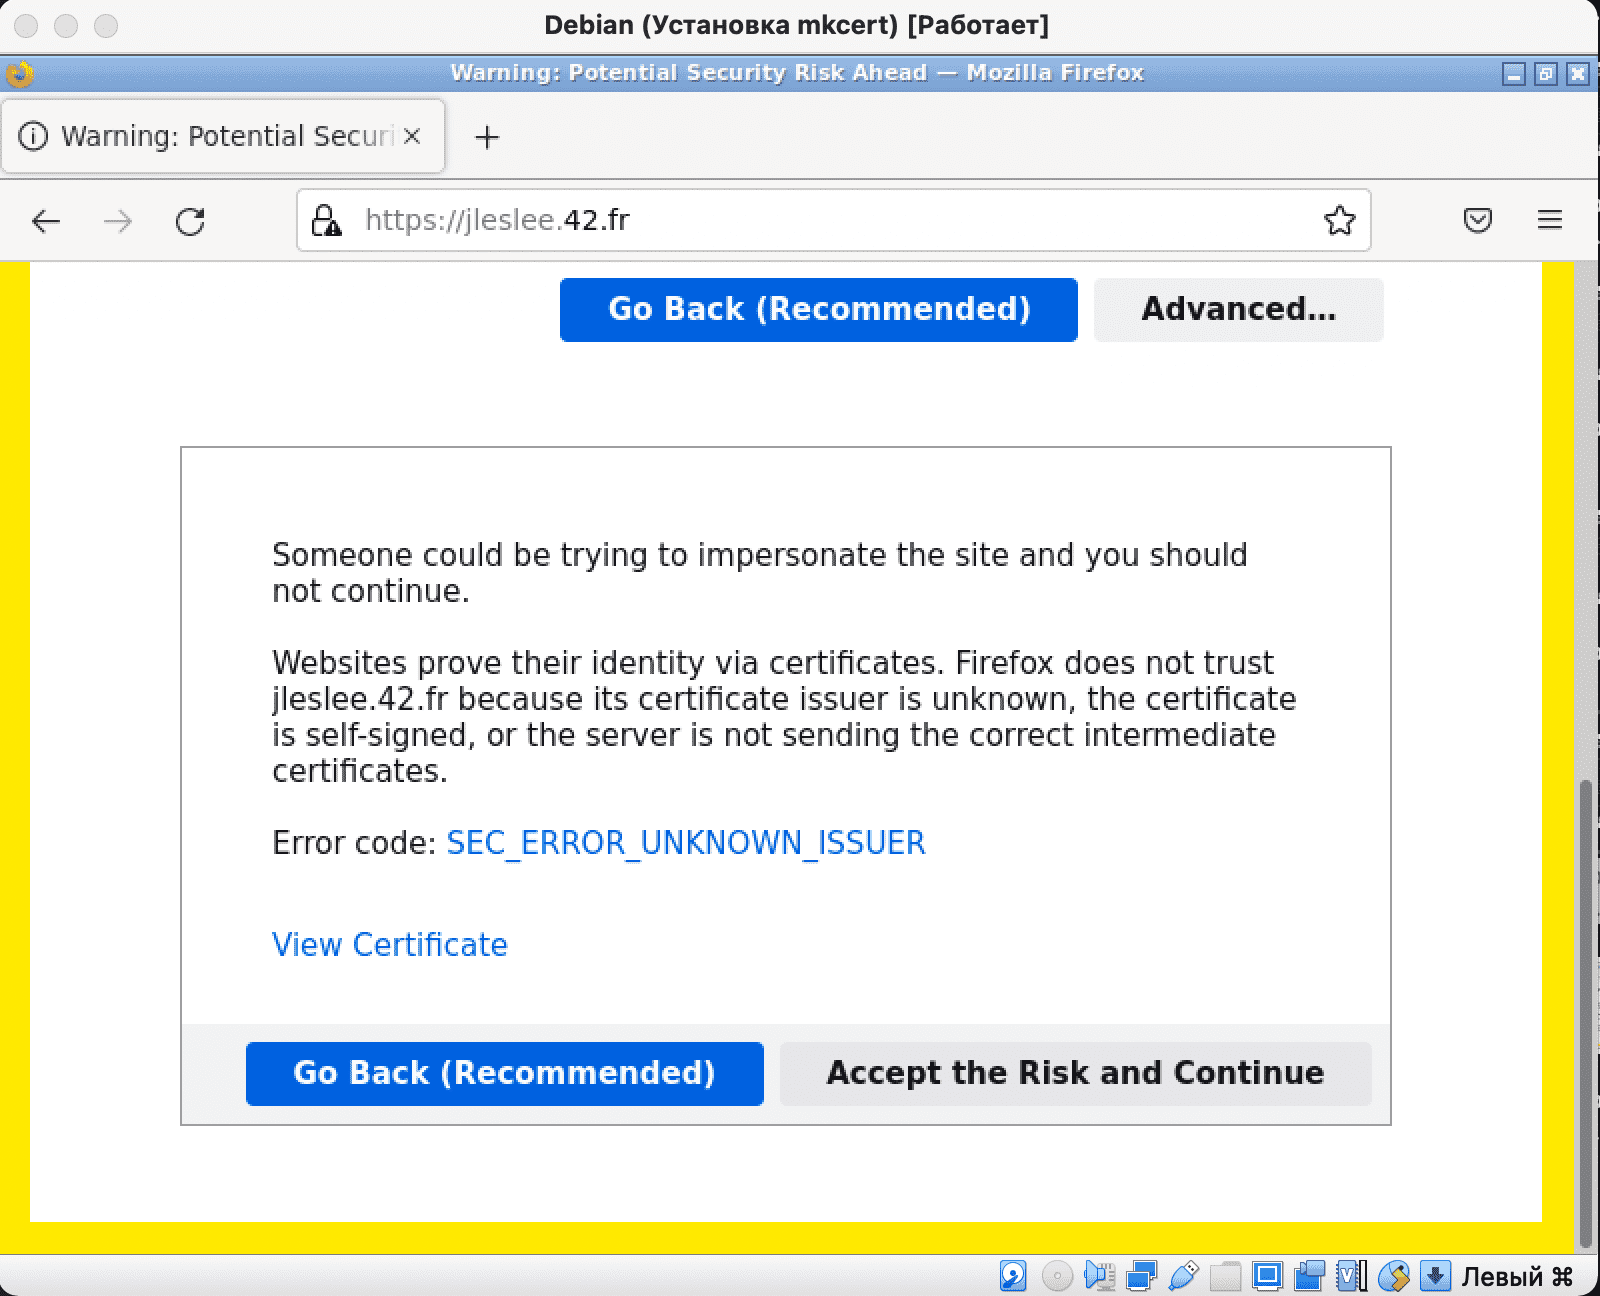 Debian (Установка mkcert) [Работает]
Warning: Potential Security Risk Ahead — Mozilla Firefox
Warning: Potential Securi
https://jleslee.42.fr
Go Back (Recommended) Advanced...
Someone could be trying to impersonate the site and you should
not continue.
Websites prove their identity via certificates. Firefox does not trust
jleslee.42.fr because its certificate issuer is unknown, the certificate
is self-signed, or the server is not sending the correct intermediate
certificates.
Error code: SEC_ERROR_UNKNOWN_ISSUER
View Certificate
Go Back (Recommended) Accept the Risk and Continue
Левый ⌘